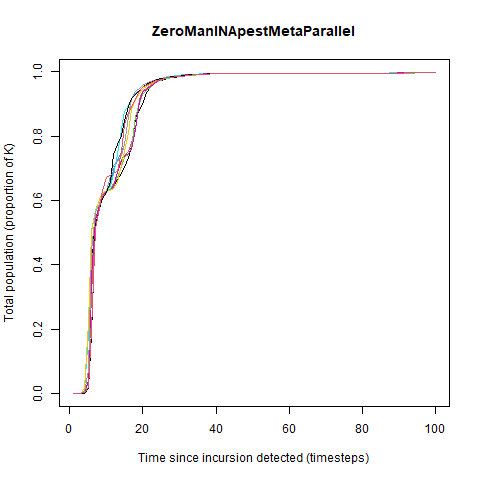 ZeroManINApestMetaParallel
Total population (proportion of K)
1.0
0.8
0.6
0.4
0.2
0.0
0 20 40 60 80 100
Time since incursion detected (timesteps)